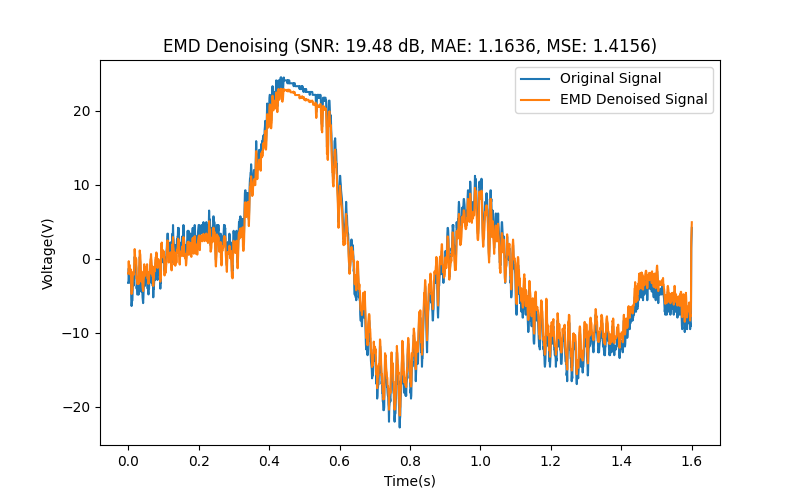 EMD Denoising (SNR: 19.48 dB, MAE: 1.1636, MSE: 1.4156)
Original Signal
EMD Denoised Signal
Voltage(V)
20
10
0
−10
−20
0.0 0.2 0.4 0.6 0.8 1.0 1.2 1.4 1.6
Time(s)